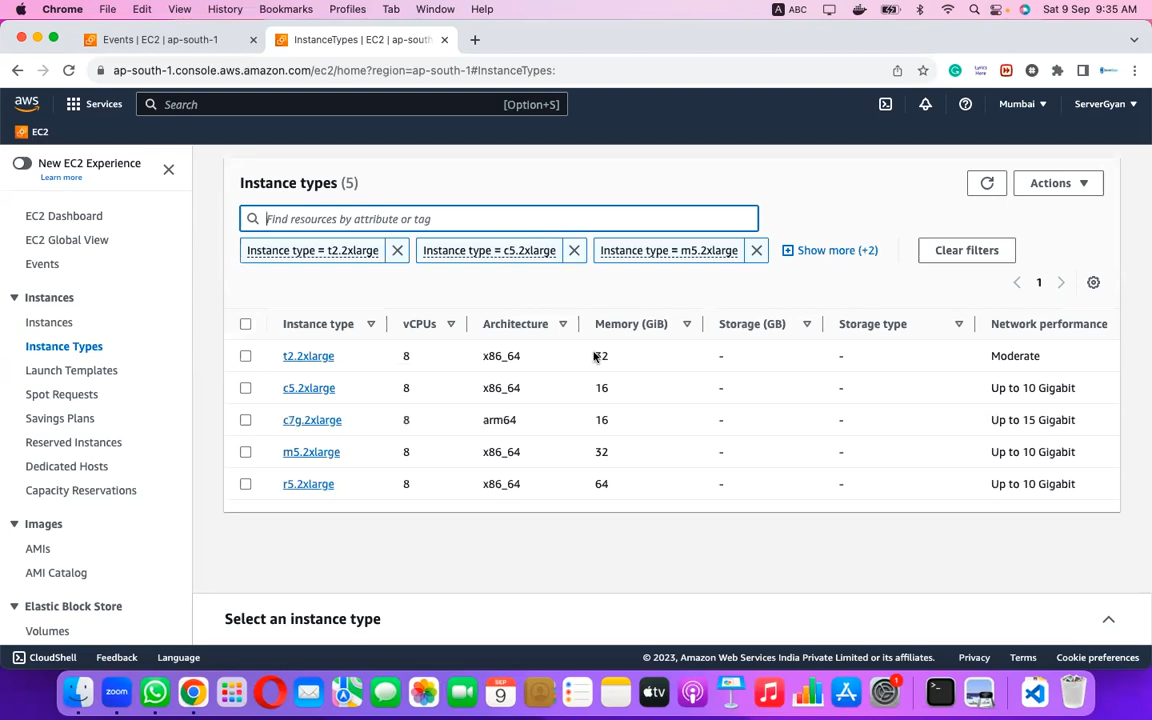 Chrome File Edit View History Bookmarks Profiles Tab Window Help A ABC Sat 9 Sep 9:35 AM
Events | EC2 | ap-south-1 InstanceTypes | EC2 | ap-south
ap-south-1.console.aws.amazon.com/ec2/home?region=ap-south-1#InstanceTypes:
aws Services Search [Option+S] Mumbai ServerGyan
EC2
New EC2 Experience
Learn more
EC2 Dashboard
EC2 Global View
Events
Instances
Instances
Instance Types
Launch Templates
Spot Requests
Savings Plans
Reserved Instances
Dedicated Hosts
Capacity Reservations
Images
AMIs
AMI Catalog
Elastic Block Store
Volumes
Instance types (5)
Actions
Find resources by attribute or tag
Instance type = t2.2xlarge Instance type = c5.2xlarge Instance type = m5.2xlarge Show more (+2) Clear filters
1
Instance type vCPUs Architecture Memory (GiB) Storage (GB) Storage type Network performance
t2.2xlarge 8 x86_64 32 - - Moderate
c5.2xlarge 8 x86_64 16 - - Up to 10 Gigabit
c7g.2xlarge 8 arm64 16 - - Up to 15 Gigabit
m5.2xlarge 8 x86_64 32 - - Up to 10 Gigabit
r5.2xlarge 8 x86_64 64 - - Up to 10 Gigabit
Select an instance type
CloudShell Feedback Language © 2023, Amazon Web Services India Private Limited or its affiliates. Privacy Terms Cookie preferences
zoom SEP 9 tv 1